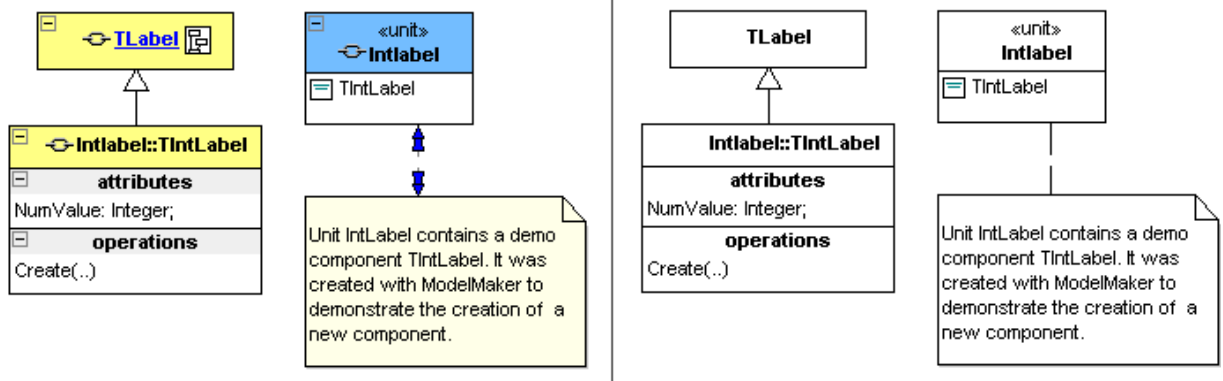 TLabel
Intlabel::TIntLabel
attributes
NumValue: Integer;
operations
Create(..)
«unit»
Intlabel
TIntLabel
Unit IntLabel contains a demo
component TIntLabel. It was
created with ModelMaker to
demonstrate the creation of  a
new component.
TLabel
Intlabel::TIntLabel
attributes
NumValue: Integer;
operations
Create(..)
«unit»
Intlabel
TIntLabel
Unit IntLabel contains a demo
component TIntLabel. It was
created with ModelMaker to
demonstrate the creation of  a
new component.